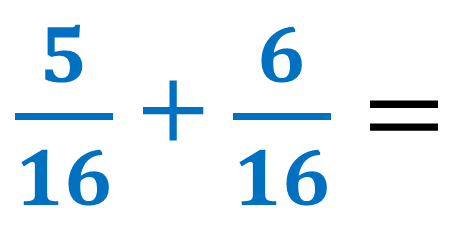 5/16 + 6/16 =